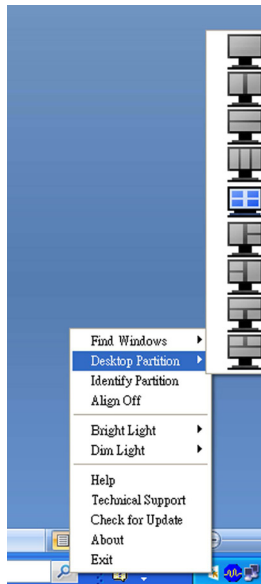 Find Windows
Desktop Partition
Identify Partition
Align Off
Bright Light
Dim Light
Help
Technical Support
Check for Update
About
Exit